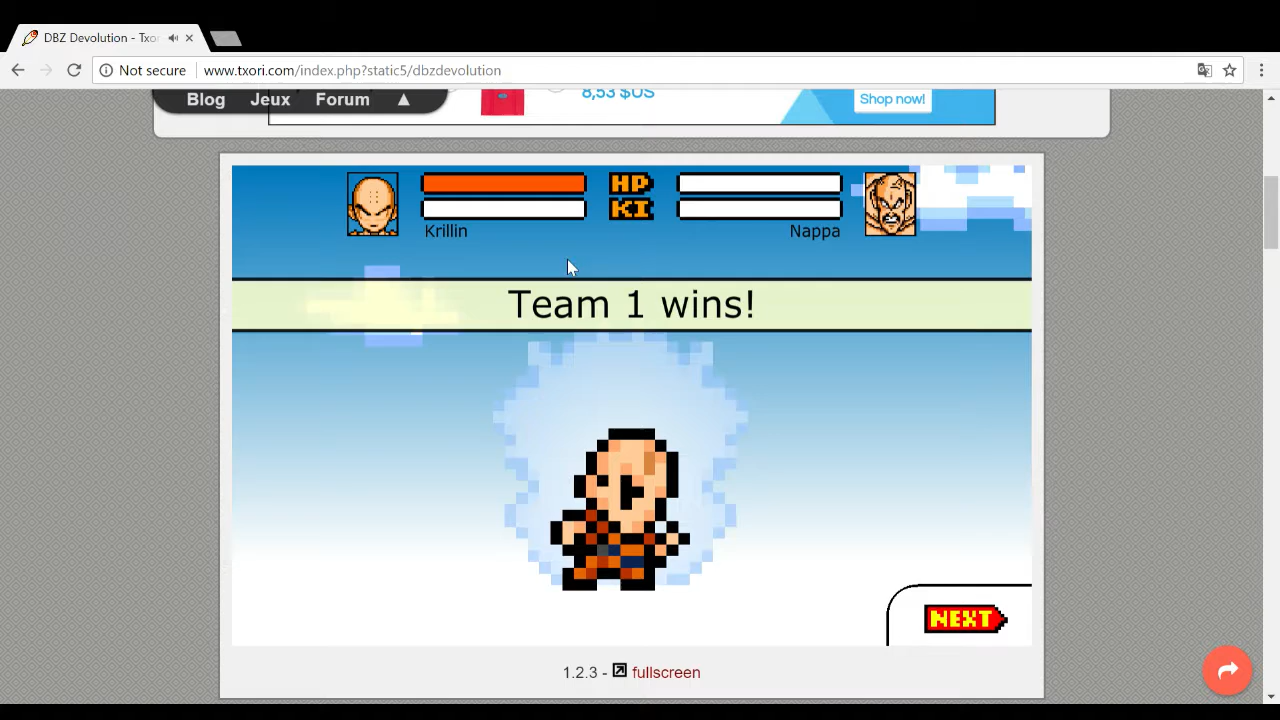 DBZ Devolution - Txor
Not secure
www.txori.com/index.php?static5/dbzdevolution
Blog
Jeux
Forum
8,53 $US
Shop now!
HP
KI
Krillin
Nappa
Team 1 wins!
NEXT
1.2.3 - fullscreen